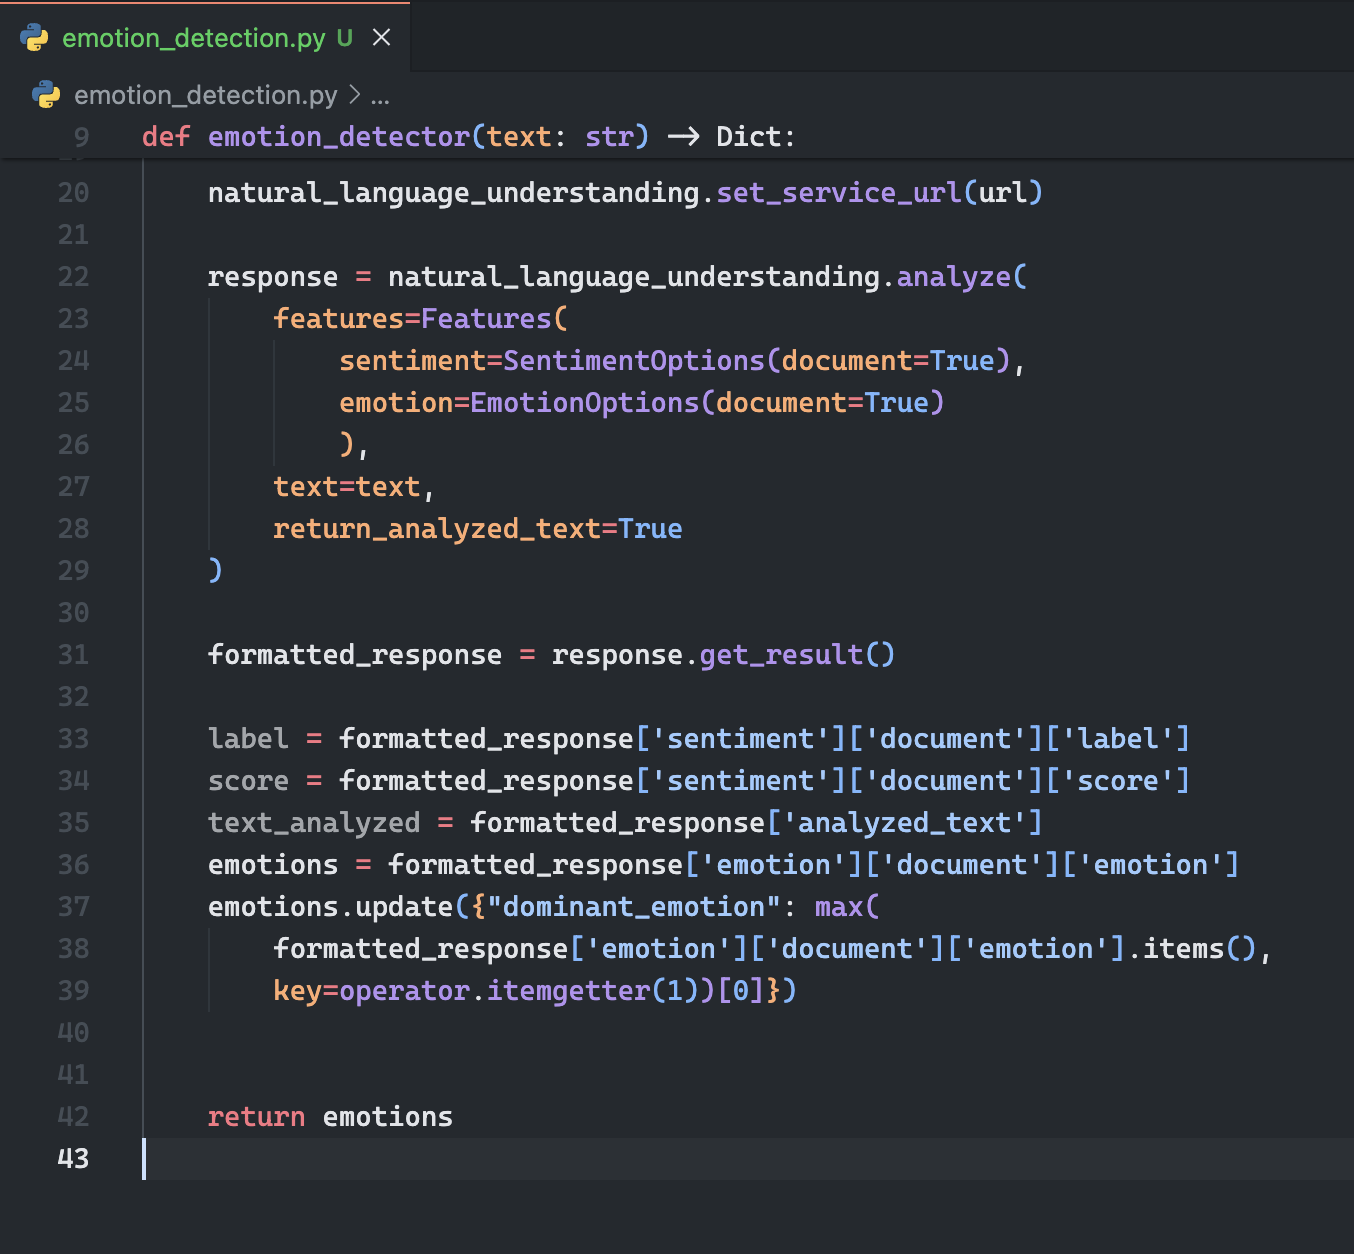 emotion_detection.py U
emotion_detection.py > ...
9 def emotion_detector(text: str) -> Dict:
20 natural_language_understanding.set_service_url(url)
21
22 response = natural_language_understanding.analyze(
23 features=Features(
24 sentiment=SentimentOptions(document=True),
25 emotion=EmotionOptions(document=True)
26 ),
27 text=text,
28 return_analyzed_text=True
29 )
30
31 formatted_response = response.get_result()
32
33 label = formatted_response['sentiment']['document']['label']
34 score = formatted_response['sentiment']['document']['score']
35 text_analyzed = formatted_response['analyzed_text']
36 emotions = formatted_response['emotion']['document']['emotion']
37 emotions.update({"dominant_emotion": max(
38 formatted_response['emotion']['document']['emotion'].items(),
39 key=operator.itemgetter(1))[0]})
40
41
42 return emotions
43